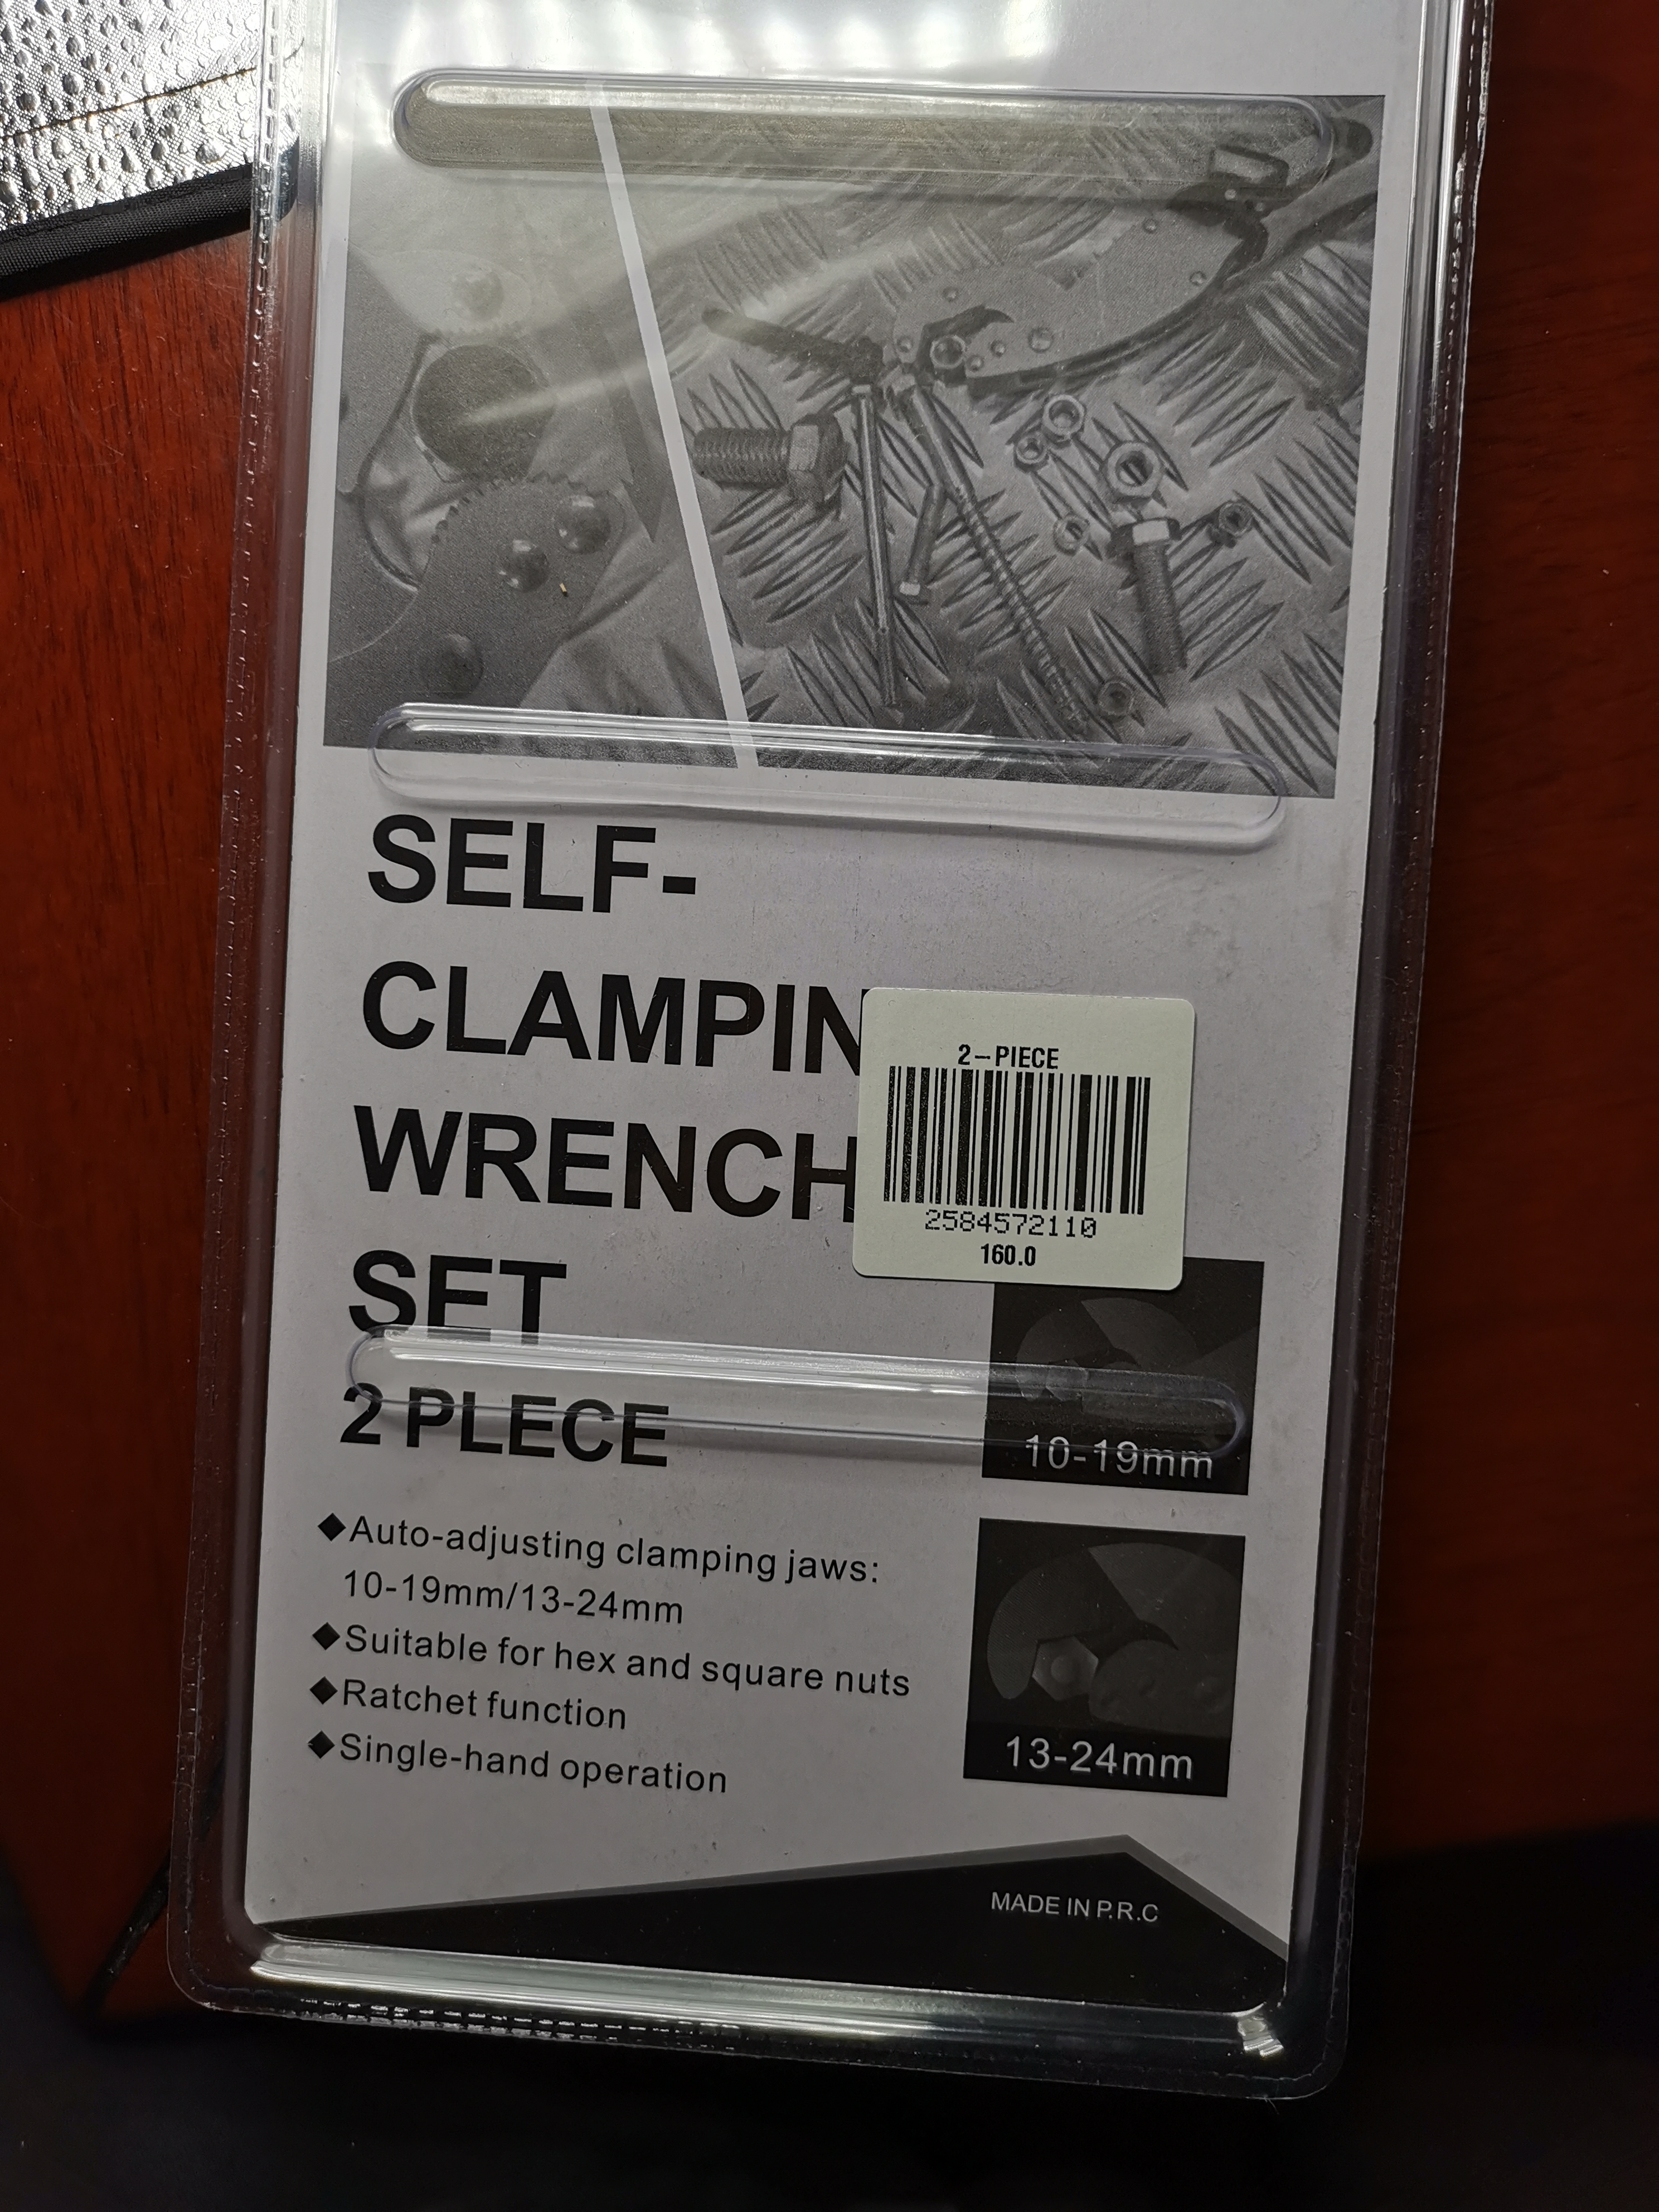 SELF-
CLAMPIN
WRENCH
SET
2 PLECE
2-PIECE
2584572110
160.0
10-19mm
◆Auto-adjusting clamping jaws:
10-19mm/13-24mm
◆Suitable for hex and square nuts
◆Ratchet function
◆Single-hand operation
13-24mm
MADE IN P.R.C